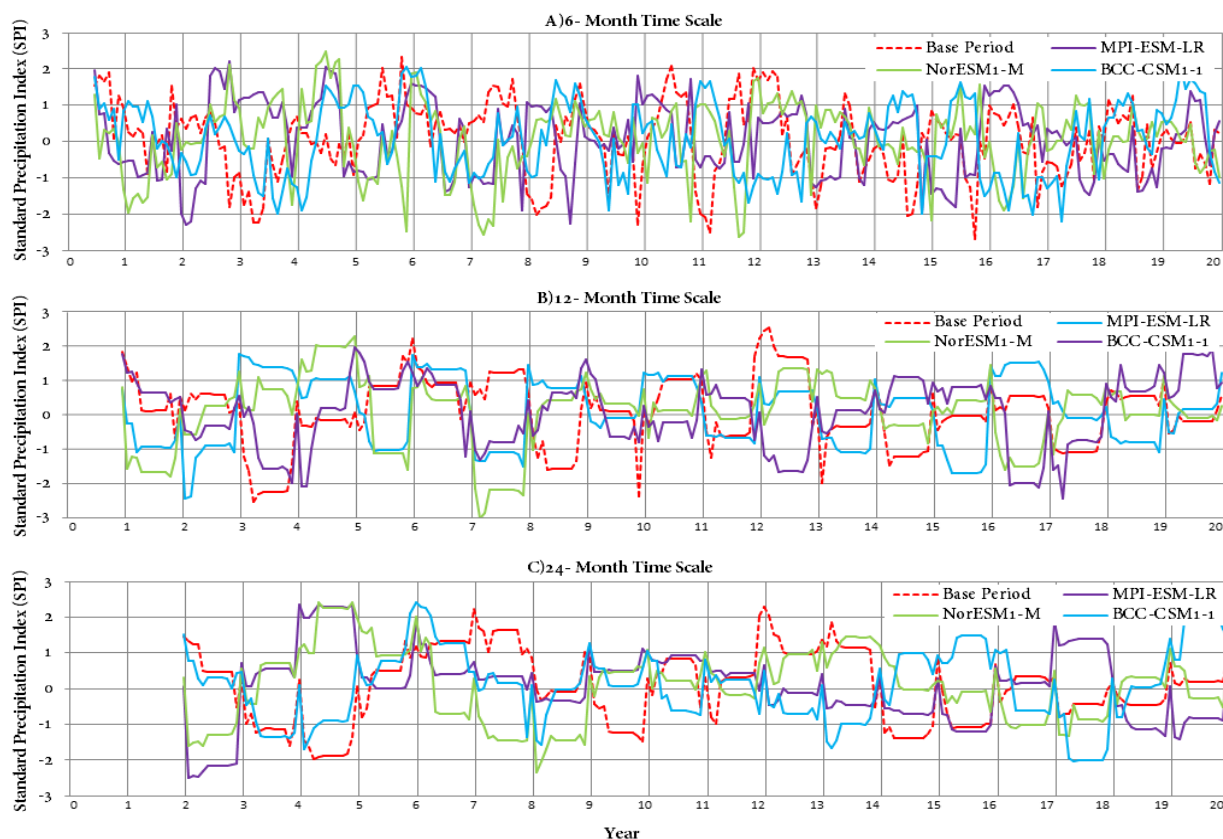 A)6- Month Time Scale
Standard Precipitation Index (SPI)
3
2
1
0
-1
-2
-3
Base Period
MPI-ESM-LR
NorESM1-M
BCC-CSM1-1
0 1 2 3 4 5 6 7 8 9 10 11 12 13 14 15 16 17 18 19 20
B)12- Month Time Scale
Standard Precipitation Index (SPI)
3
2
1
0
-1
-2
-3
Base Period
MPI-ESM-LR
NorESM1-M
BCC-CSM1-1
0 1 2 3 4 5 6 7 8 9 10 11 12 13 14 15 16 17 18 19 20
C)24- Month Time Scale
Standard Precipitation Index (SPI)
3
2
1
0
-1
-2
-3
Base Period
MPI-ESM-LR
NorESM1-M
BCC-CSM1-1
0 1 2 3 4 5 6 7 8 9 10 11 12 13 14 15 16 17 18 19 20
Year